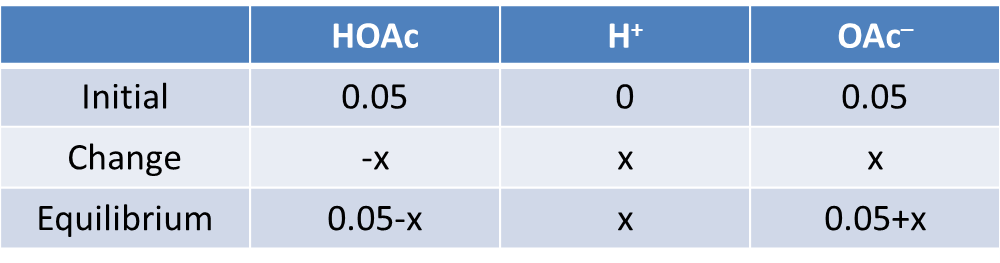 HOAc H⁺ OAc⁻
Initial 0.05 0 0.05
Change -x x x
Equilibrium 0.05-x x 0.05+x